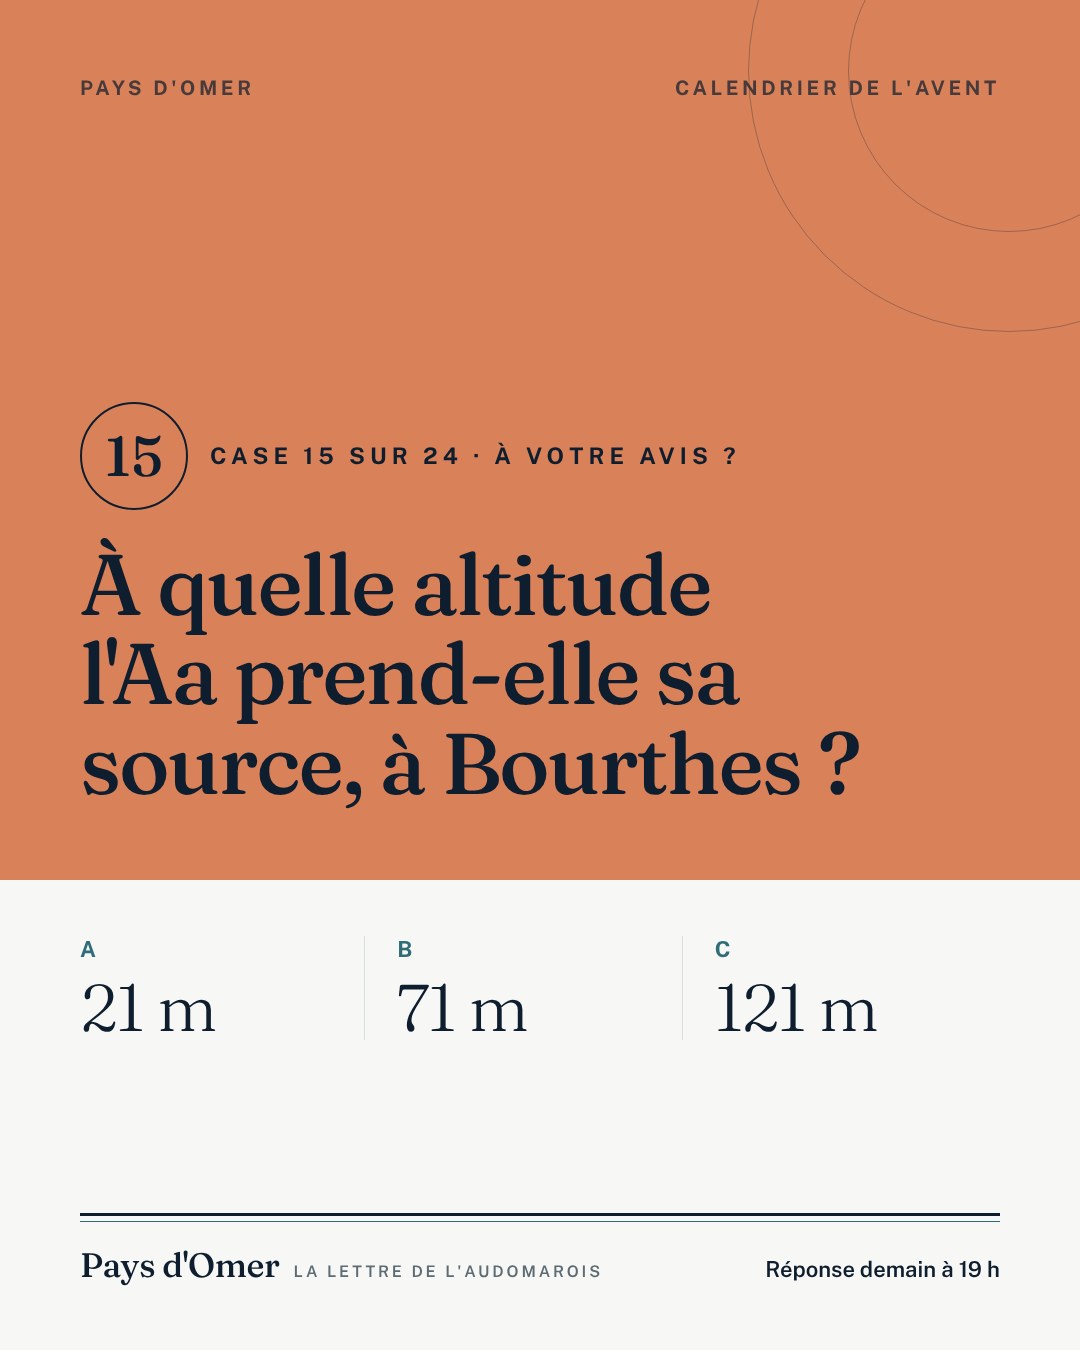 PAYS D'OMER
CALENDRIER DE L'AVENT
15
CASE 15 SUR 24 · À VOTRE AVIS ?
À quelle altitude
l'Aa prend-elle sa
source, à Bourthes ?
A
21 m
B
71 m
C
121 m
Pays d'Omer LA LETTRE DE L'AUDOMAROIS
Réponse demain à 19 h